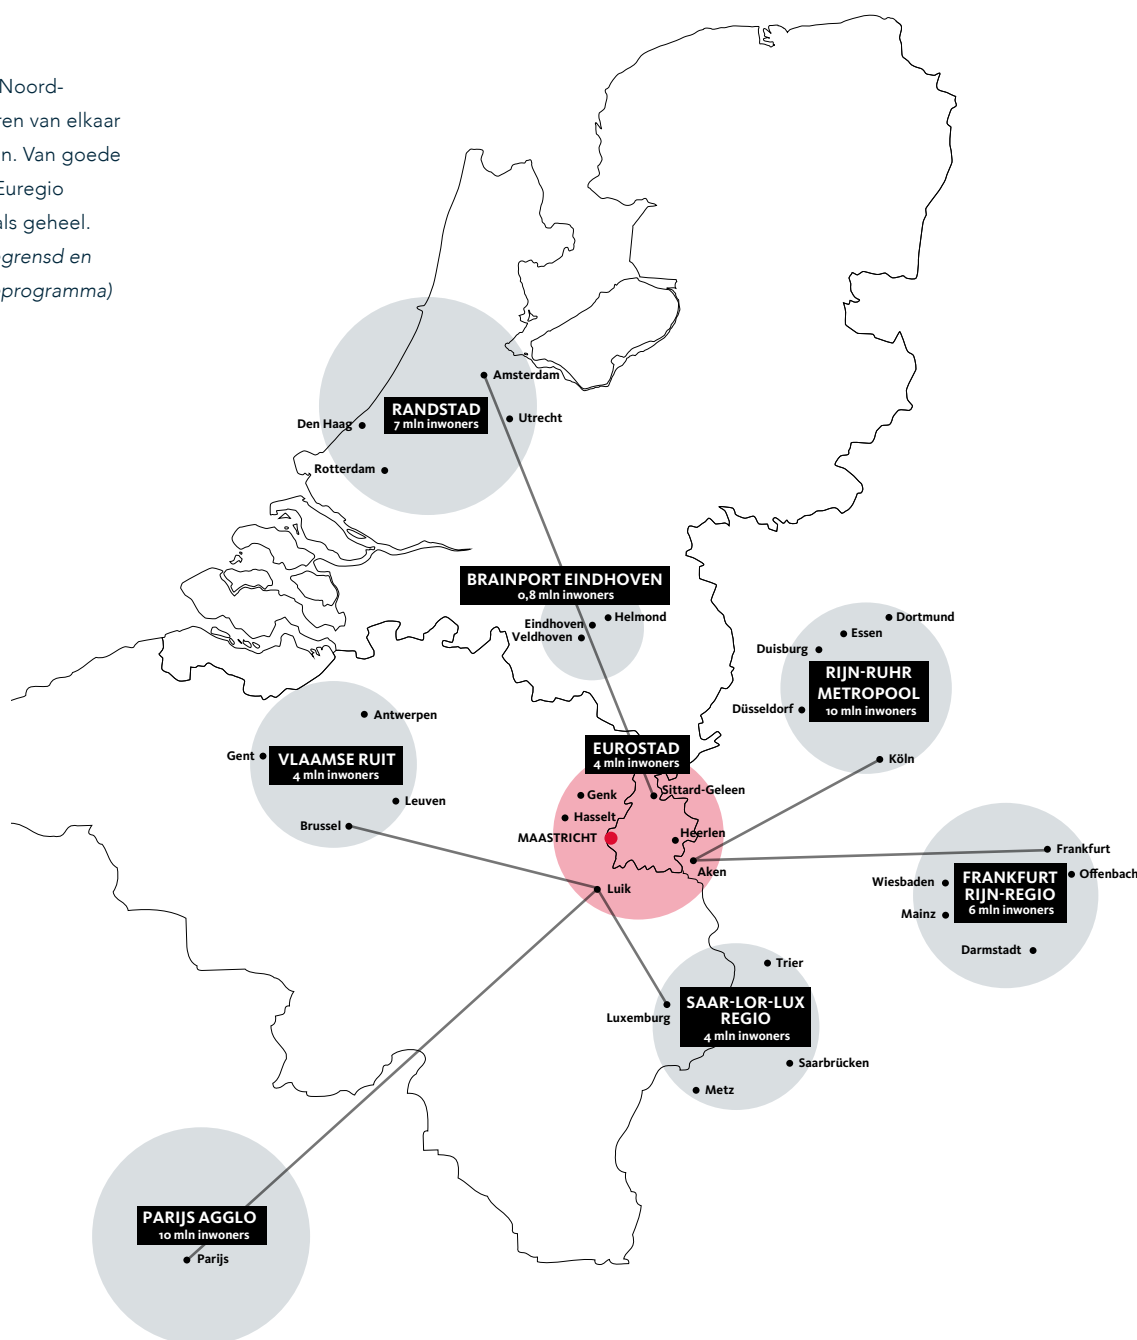 Noord-
ren van elkaar
n. Van goede
Euregio
als geheel.
grensd en
programma)
Amsterdam
RANDSTAD
7 mln inwoners
Utrecht
Den Haag
Rotterdam
BRAINPORT EINDHOVEN
0,8 mln inwoners
Helmond
Eindhoven
Veldhoven
Dortmund
Essen
Duisburg
RIJN-RUHR
METROPOOL
10 mln inwoners
Düsseldorf
Köln
Antwerpen
Gent
VLAAMSE RUIT
4 mln inwoners
Leuven
Brussel
EUROSTAD
4 mln inwoners
Sittard-Geleen
Genk
Hasselt
MAASTRICHT
Heerlen
Aken
Luik
Frankfurt
Offenbach
Wiesbaden
FRANKFURT
RIJN-REGIO
6 mln inwoners
Mainz
Darmstadt
Trier
SAAR-LOR-LUX
REGIO
4 mln inwoners
Luxemburg
Saarbrücken
Metz
PARIJS AGGLO
10 mln inwoners
Parijs